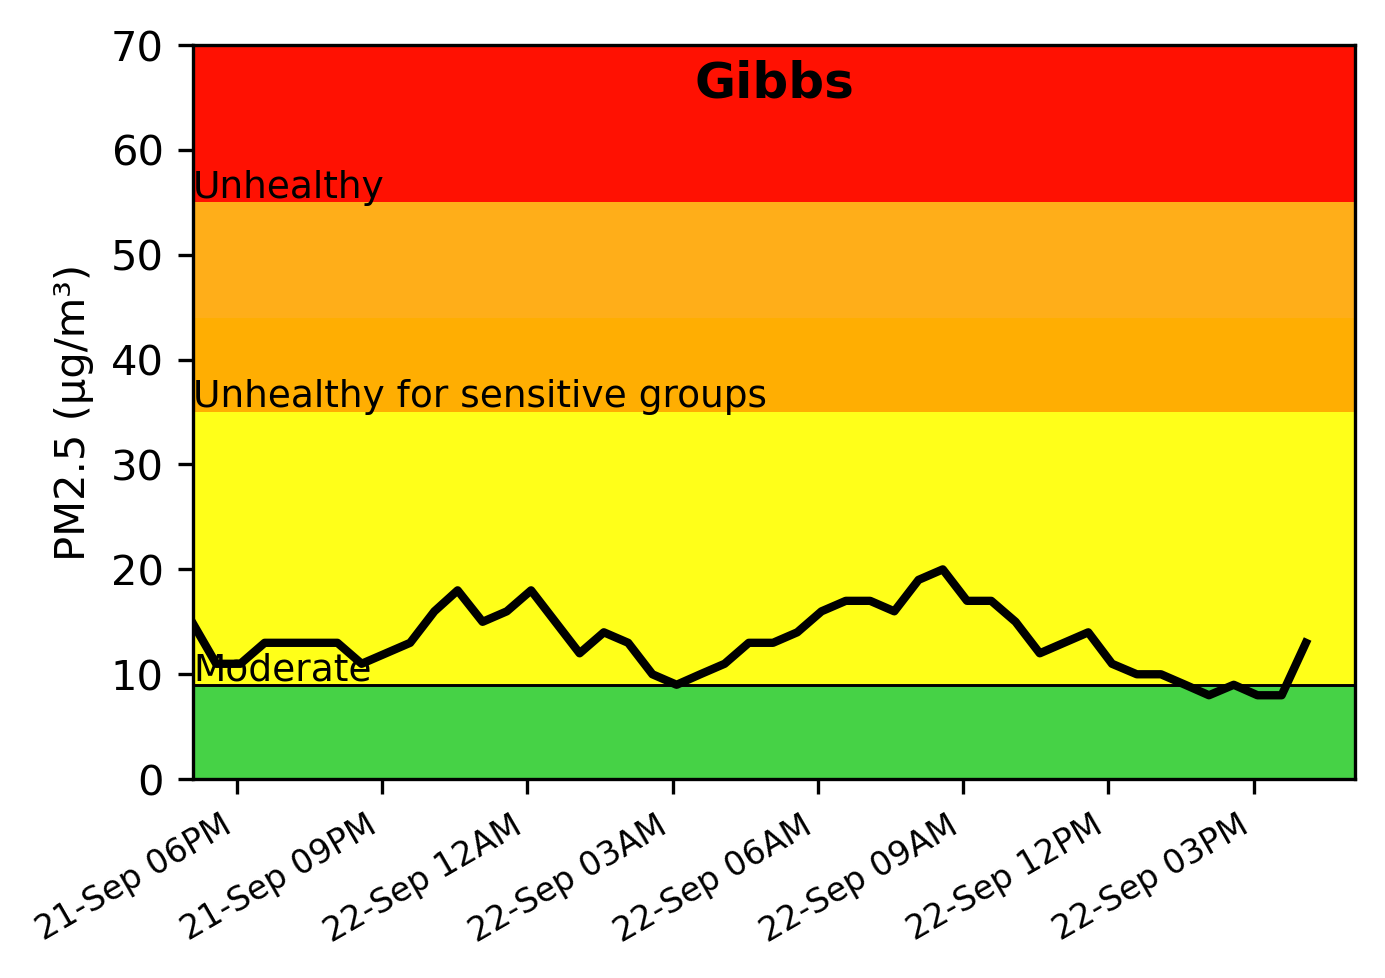 Gibbs
70
60
50
40
30
20
10
0
PM2.5 (µg/m³)
Unhealthy
Unhealthy for sensitive groups
Moderate
21-Sep 06PM
21-Sep 09PM
22-Sep 12AM
22-Sep 03AM
22-Sep 06AM
22-Sep 09AM
22-Sep 12PM
22-Sep 03PM